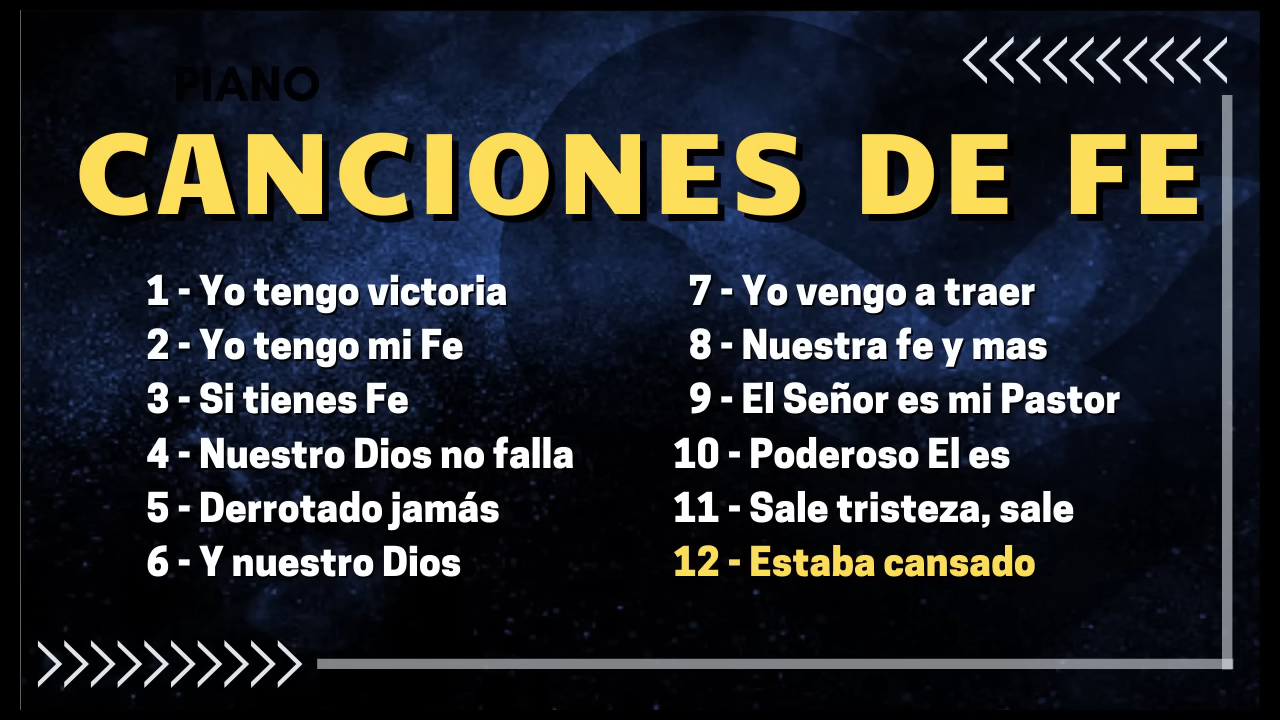 PIANO
CANCIONES DE FE
1 - Yo tengo victoria
2 - Yo tengo mi Fe
3 - Si tienes Fe
4 - Nuestro Dios no falla
5 - Derrotado jamás
6 - Y nuestro Dios
7 - Yo vengo a traer
8 - Nuestra fe y mas
9 - El Señor es mi Pastor
10 - Poderoso El es
11 - Sale tristeza, sale
12 - Estaba cansado